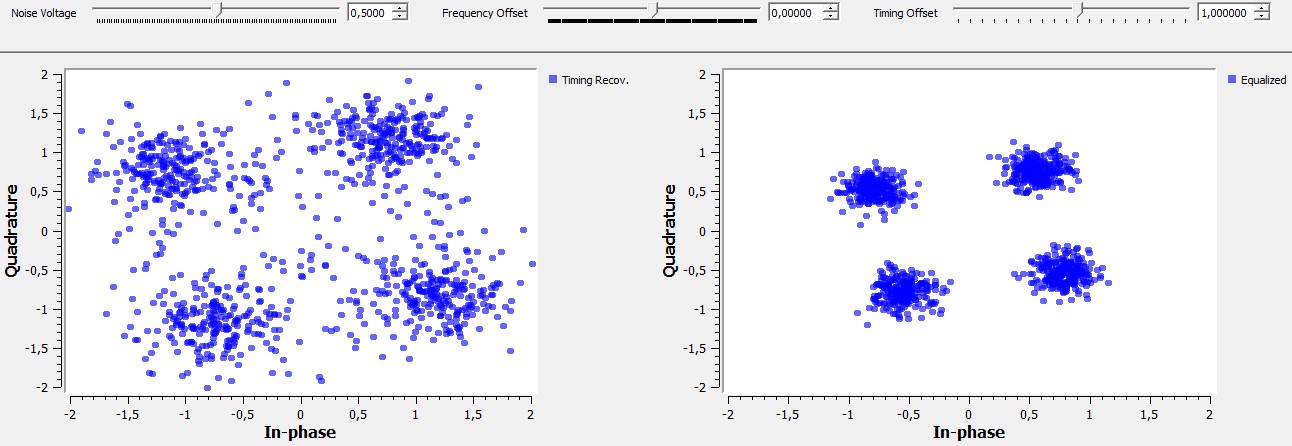 Noise Voltage 0,5000 Frequency Offset 0,00000 Timing Offset 1,000000
Timing Recov.
Equalized
Quadrature
2
1,5
1
0,5
0
-0,5
-1
-1,5
-2
-2 -1,5 -1 -0,5 0 0,5 1 1,5 2
In-phase
Quadrature
2
1,5
1
0,5
0
-0,5
-1
-1,5
-2
-2 -1,5 -1 -0,5 0 0,5 1 1,5 2
In-phase